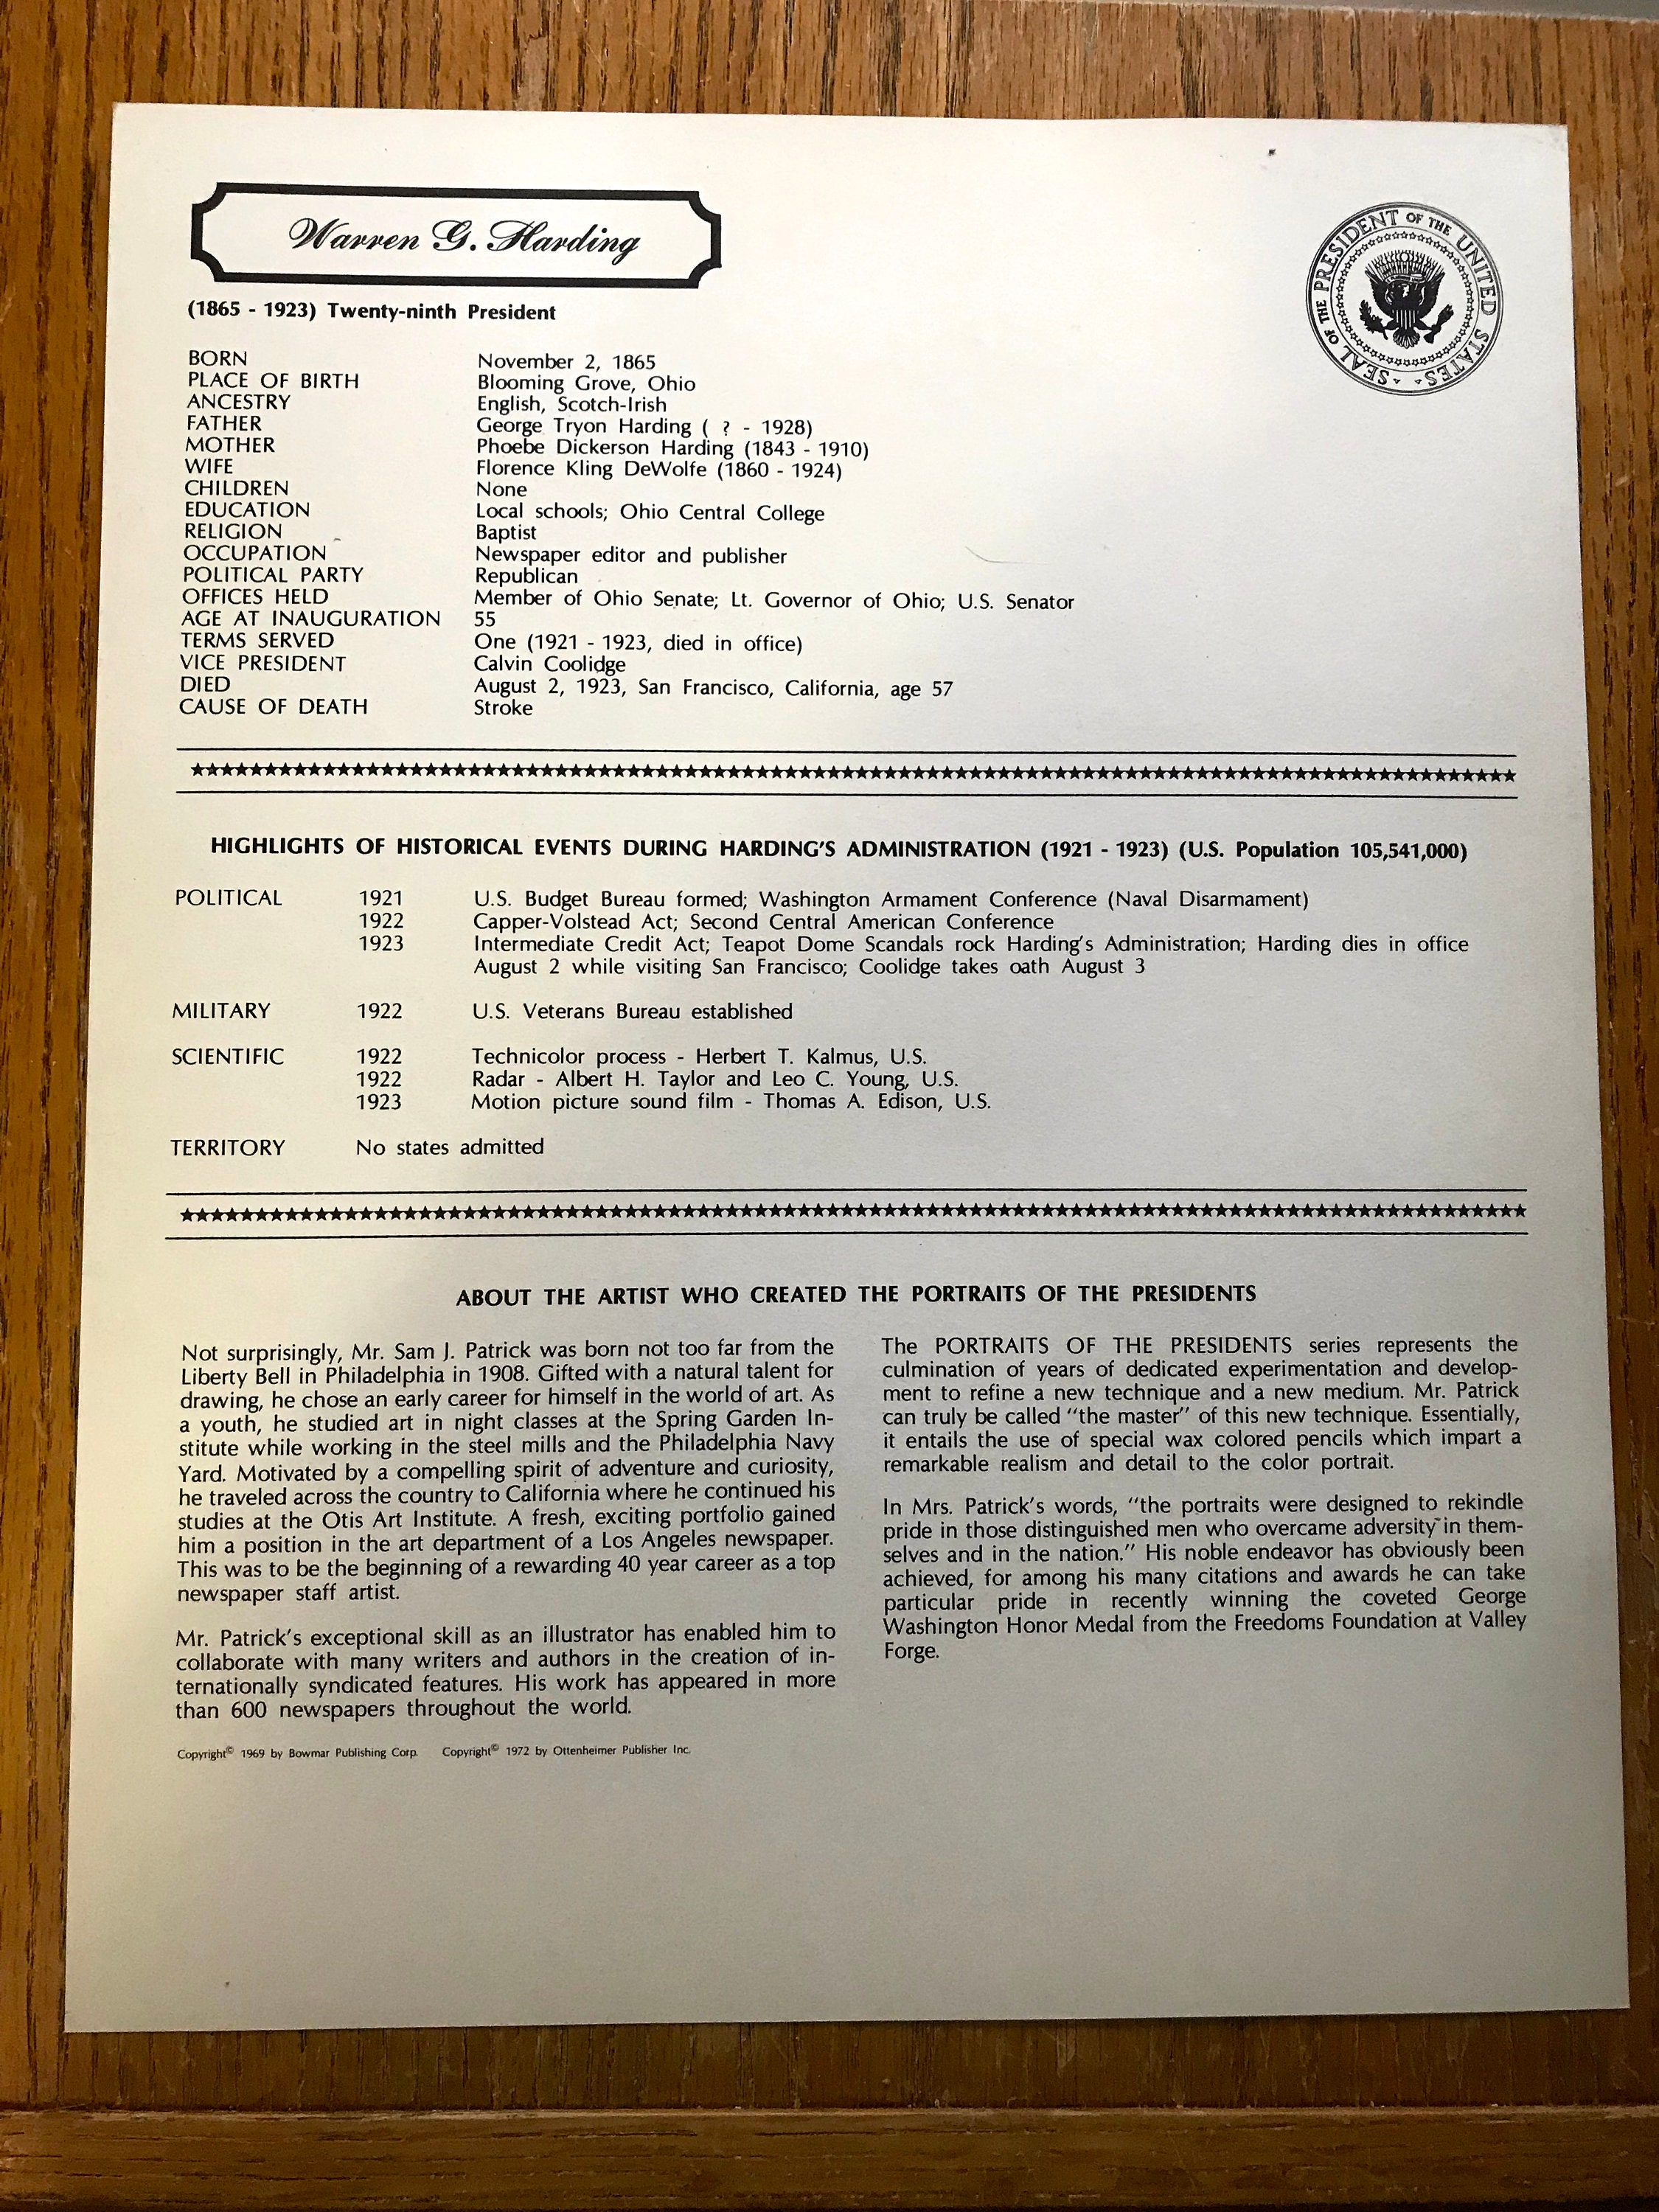 Warren G. Harding
SEAL OF THE PRESIDENT OF THE UNITED STATES
(1865 - 1923) Twenty-ninth President
BORN November 2, 1865
PLACE OF BIRTH Blooming Grove, Ohio
ANCESTRY English, Scotch-Irish
FATHER George Tryon Harding ( ? - 1928)
MOTHER Phoebe Dickerson Harding (1843 - 1910)
WIFE Florence Kling DeWolfe (1860 - 1924)
CHILDREN None
EDUCATION Local schools; Ohio Central College
RELIGION Baptist
OCCUPATION Newspaper editor and publisher
POLITICAL PARTY Republican
OFFICES HELD Member of Ohio Senate; Lt. Governor of Ohio; U.S. Senator
AGE AT INAUGURATION 55
TERMS SERVED One (1921 - 1923, died in office)
VICE PRESIDENT Calvin Coolidge
DIED August 2, 1923, San Francisco, California, age 57
CAUSE OF DEATH Stroke
HIGHLIGHTS OF HISTORICAL EVENTS DURING HARDING'S ADMINISTRATION (1921 - 1923) (U.S. Population 105,541,000)
POLITICAL 1921 U.S. Budget Bureau formed; Washington Armament Conference (Naval Disarmament)
1922 Capper-Volstead Act; Second Central American Conference
1923 Intermediate Credit Act; Teapot Dome Scandals rock Harding's Administration; Harding dies in office
August 2 while visiting San Francisco; Coolidge takes oath August 3
MILITARY 1922 U.S. Veterans Bureau established
SCIENTIFIC 1922 Technicolor process - Herbert T. Kalmus, U.S.
1922 Radar - Albert H. Taylor and Leo C. Young, U.S.
1923 Motion picture sound film - Thomas A. Edison, U.S.
TERRITORY No states admitted
ABOUT THE ARTIST WHO CREATED THE PORTRAITS OF THE PRESIDENTS
Not surprisingly, Mr. Sam J. Patrick was born not too far from the
Liberty Bell in Philadelphia in 1908. Gifted with a natural talent for
drawing, he chose an early career for himself in the world of art. As
a youth, he studied art in night classes at the Spring Garden In-
stitute while working in the steel mills and the Philadelphia Navy
Yard. Motivated by a compelling spirit of adventure and curiosity,
he traveled across the country to California where he continued his
studies at the Otis Art Institute. A fresh, exciting portfolio gained
him a position in the art department of a Los Angeles newspaper.
This was to be the beginning of a rewarding 40 year career as a top
newspaper staff artist.
Mr. Patrick's exceptional skill as an illustrator has enabled him to
collaborate with many writers and authors in the creation of in-
ternationally syndicated features. His work has appeared in more
than 600 newspapers throughout the world.
The PORTRAITS OF THE PRESIDENTS series represents the
culmination of years of dedicated experimentation and develop-
ment to refine a new technique and a new medium. Mr. Patrick
can truly be called "the master" of this new technique. Essentially,
it entails the use of special wax colored pencils which impart a
remarkable realism and detail to the color portrait.
In Mrs. Patrick's words, "the portraits were designed to rekindle
pride in those distinguished men who overcame adversity in them-
selves and in the nation." His noble endeavor has obviously been
achieved, for among his many citations and awards he can take
particular pride in recently winning the coveted George
Washington Honor Medal from the Freedoms Foundation at Valley
Forge.
Copyright© 1969 by Bowmar Publishing Corp. Copyright© 1972 by Ottenheimer Publisher Inc.